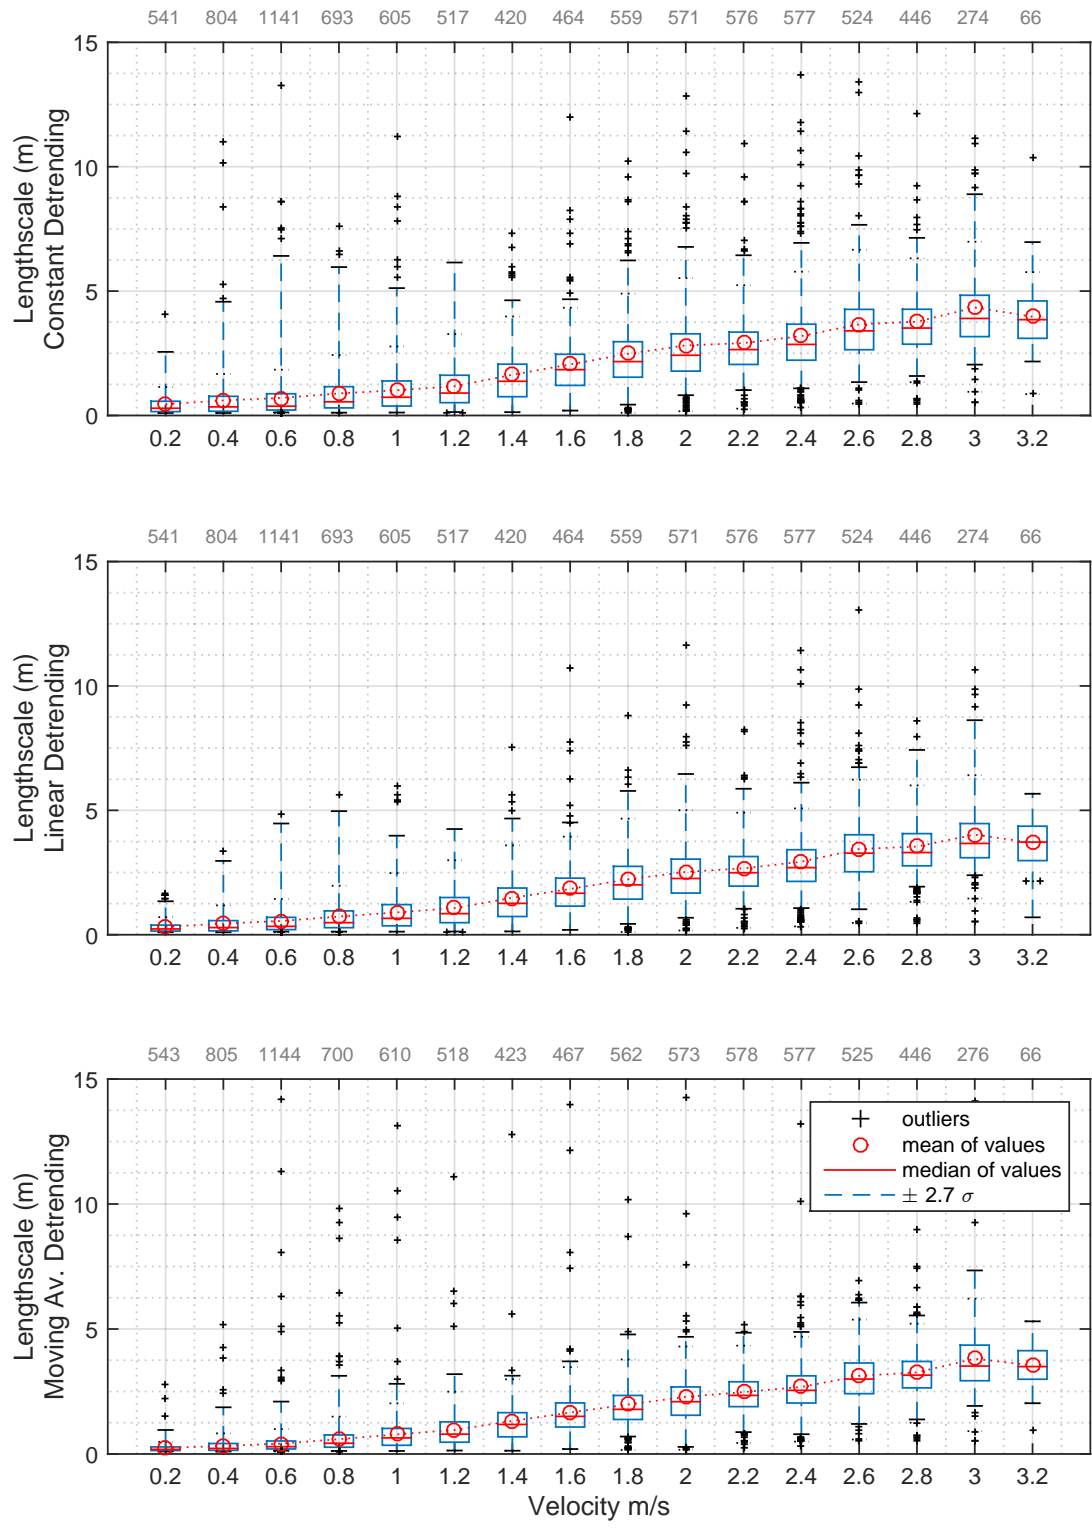 541 804 1141 693 605 517 420 464 559 571 576 577 524 446 274 66
15
10
5
0
Lengthscale (m)
Constant Detrending
0.2 0.4 0.6 0.8 1 1.2 1.4 1.6 1.8 2 2.2 2.4 2.6 2.8 3 3.2
541 804 1141 693 605 517 420 464 559 571 576 577 524 446 274 66
15
10
5
0
Lengthscale (m)
Linear Detrending
0.2 0.4 0.6 0.8 1 1.2 1.4 1.6 1.8 2 2.2 2.4 2.6 2.8 3 3.2
543 805 1144 700 610 518 423 467 562 573 578 577 525 446 276 66
15
10
5
0
Lengthscale (m)
Moving Av. Detrending
outliers
mean of values
median of values
± 2.7 σ
0.2 0.4 0.6 0.8 1 1.2 1.4 1.6 1.8 2 2.2 2.4 2.6 2.8 3 3.2
Velocity m/s